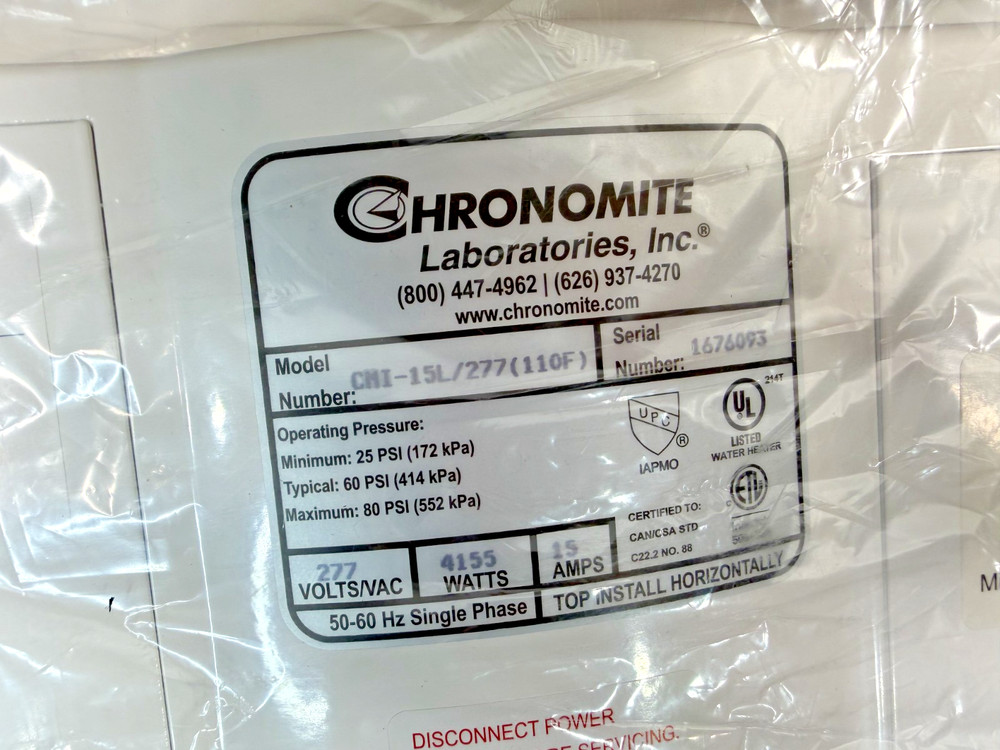 CHRONOMITE
Laboratories, Inc.®
(800) 447-4962 | (626) 937-4270
www.chronomite.com
Model
Number: CMI-15L/277(110F)
Serial
Number: 1676093
Operating Pressure:
Minimum: 25 PSI (172 kPa)
Typical: 60 PSI (414 kPa)
Maximum: 80 PSI (552 kPa)
UPC
®
IAPMO
UL
214T
LISTED
WATER HEATER
ETL
CERTIFIED TO:
CAN/CSA STD
C22.2 NO. 88
277
VOLTS/VAC
4155
WATTS
15
AMPS
50-60 Hz Single Phase
TOP INSTALL HORIZONTALLY
DISCONNECT POWER
SERVICING.